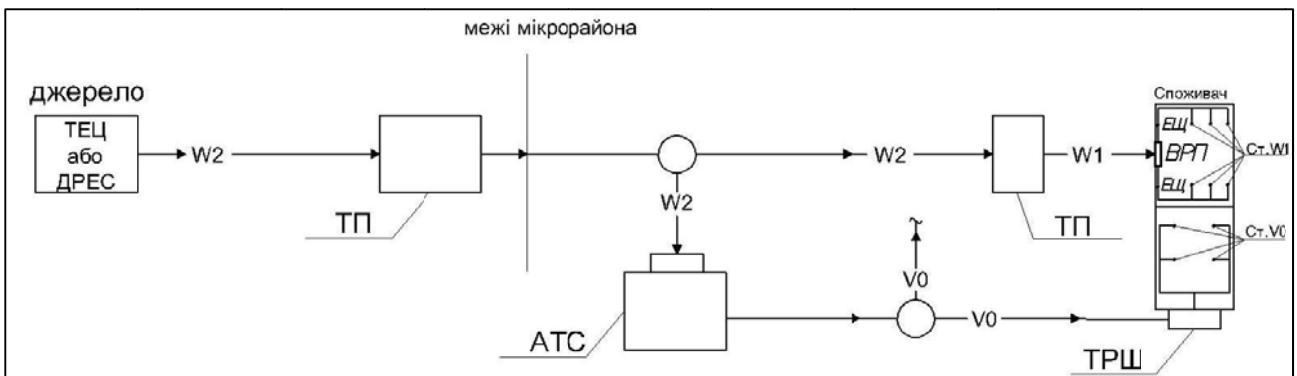 межі мікрорайона
джерело
ТЕЦ
або
ДРЕС
W2
ТП
W2
W2
ТП
W1
Споживач
ЕЩ
ВРП
ЕЩ
Ст.W1
Ст.V0
АТС
V0
V0
ТРШ